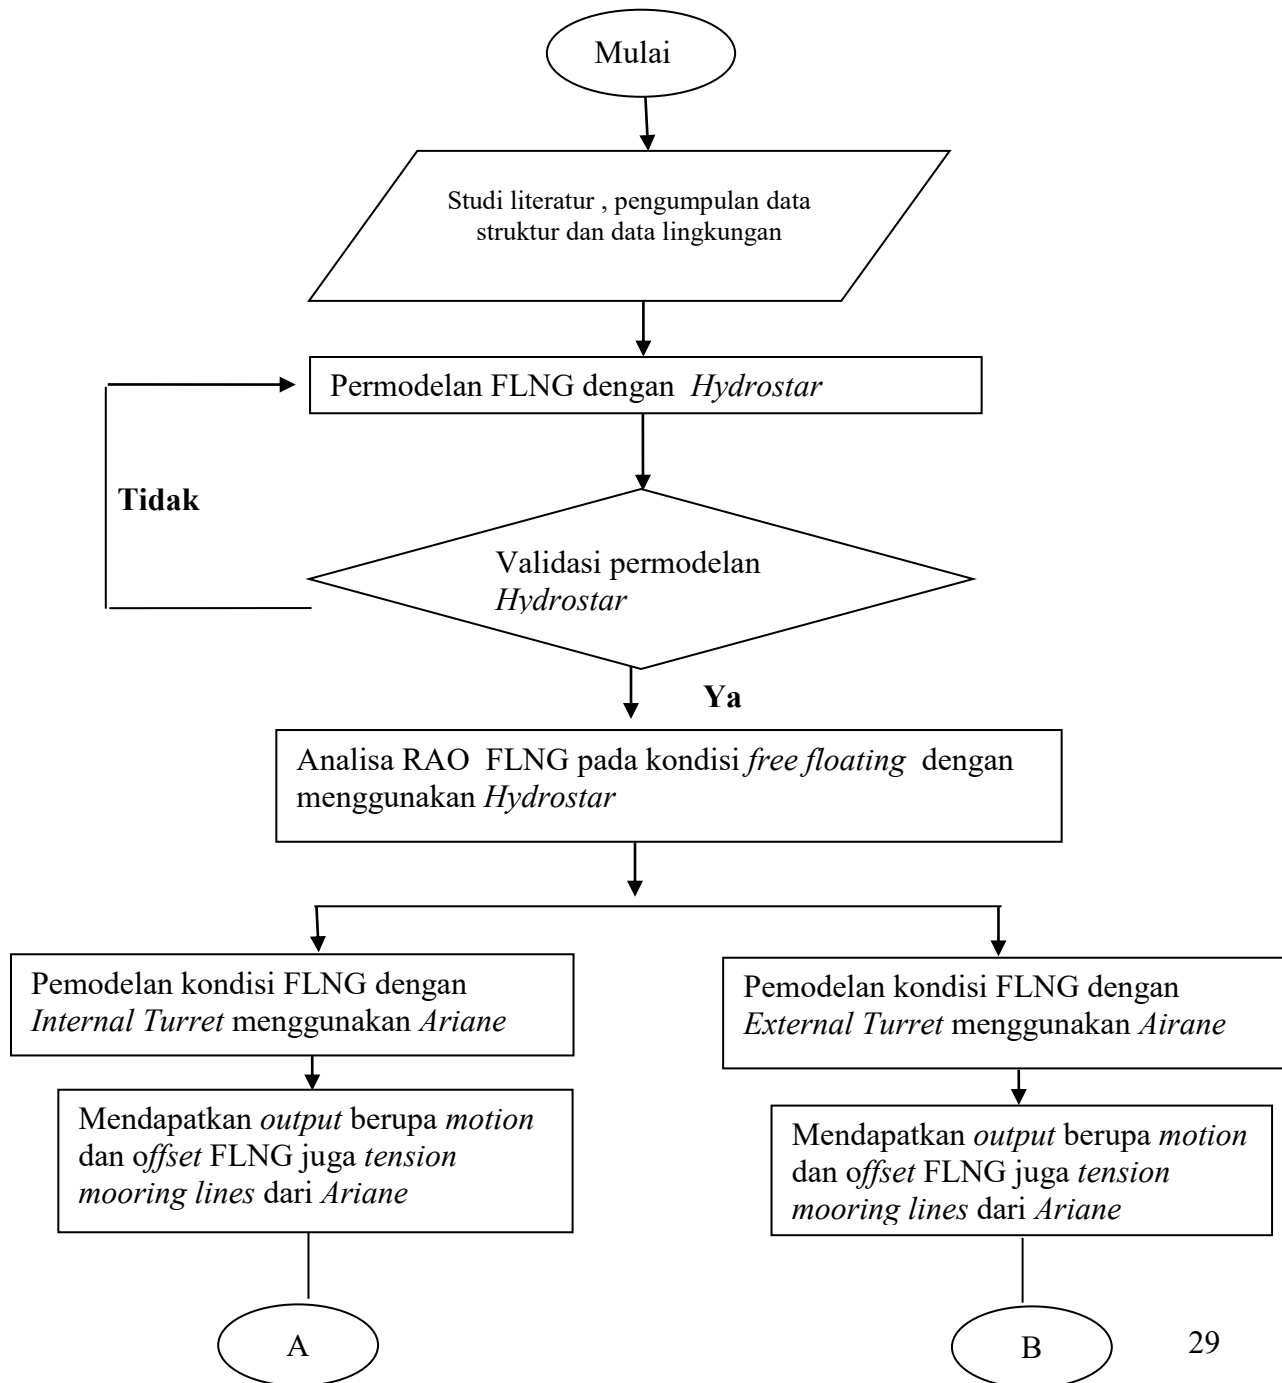 Mulai
Studi literatur , pengumpulan data
struktur dan data lingkungan
Permodelan FLNG dengan Hydrostar
Tidak
Validasi permodelan
Hydrostar
Ya
Analisa RAO FLNG pada kondisi free floating dengan
menggunakan Hydrostar
Pemodelan kondisi FLNG dengan
Internal Turret menggunakan Ariane
Pemodelan kondisi FLNG dengan
External Turret menggunakan Airane
Mendapatkan output berupa motion
dan offset FLNG juga tension
mooring lines dari Ariane
Mendapatkan output berupa motion
dan offset FLNG juga tension
mooring lines dari Ariane
A
B
29